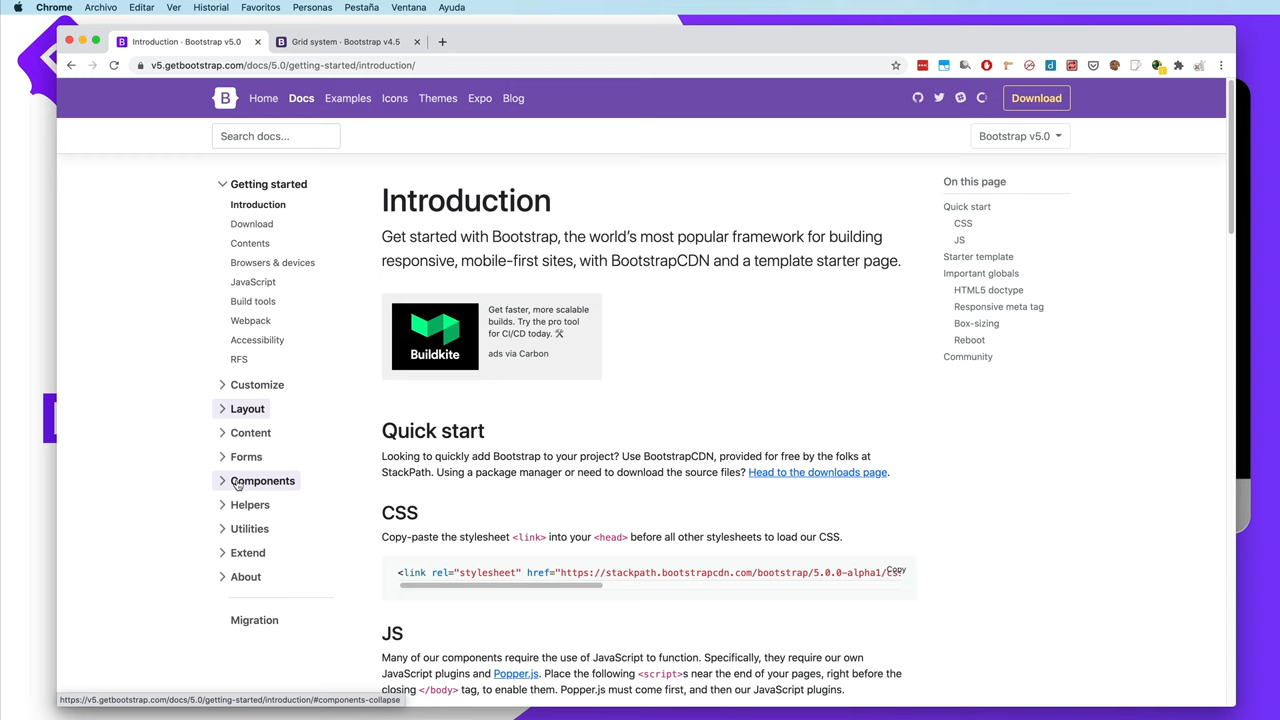 Chrome Archivo Editar Ver Historial Favoritos Personas Pestaña Ventana Ayuda
Introduction · Bootstrap v5.0
Grid system · Bootstrap v4.5
v5.getbootstrap.com/docs/5.0/getting-started/introduction/
B Home Docs Examples Icons Themes Expo Blog Download
Search docs...
Bootstrap v5.0
Getting started
Introduction
Download
Contents
Browsers & devices
JavaScript
Build tools
Webpack
Accessibility
RFS
Customize
Layout
Content
Forms
Components
Helpers
Utilities
Extend
About
Migration
Introduction
Get started with Bootstrap, the world's most popular framework for building
responsive, mobile-first sites, with BootstrapCDN and a template starter page.
Buildkite
Get faster, more scalable
builds. Try the pro tool
for CI/CD today. 🛠
ads via Carbon
Quick start
Looking to quickly add Bootstrap to your project? Use BootstrapCDN, provided for free by the folks at
StackPath. Using a package manager or need to download the source files? Head to the downloads page.
CSS
Copy-paste the stylesheet <link> into your <head> before all other stylesheets to load our CSS.
Copy
<link rel="stylesheet" href="https://stackpath.bootstrapcdn.com/bootstrap/5.0.0-alpha1/
JS
Many of our components require the use of JavaScript to function. Specifically, they require our own
JavaScript plugins and Popper.js. Place the following <script>s near the end of your pages, right before the
closing </body> tag, to enable them. Popper.js must come first, and then our JavaScript plugins.
On this page
Quick start
CSS
JS
Starter template
Important globals
HTML5 doctype
Responsive meta tag
Box-sizing
Reboot
Community
https://v5.getbootstrap.com/docs/5.0/getting-started/introduction/#components-collapse